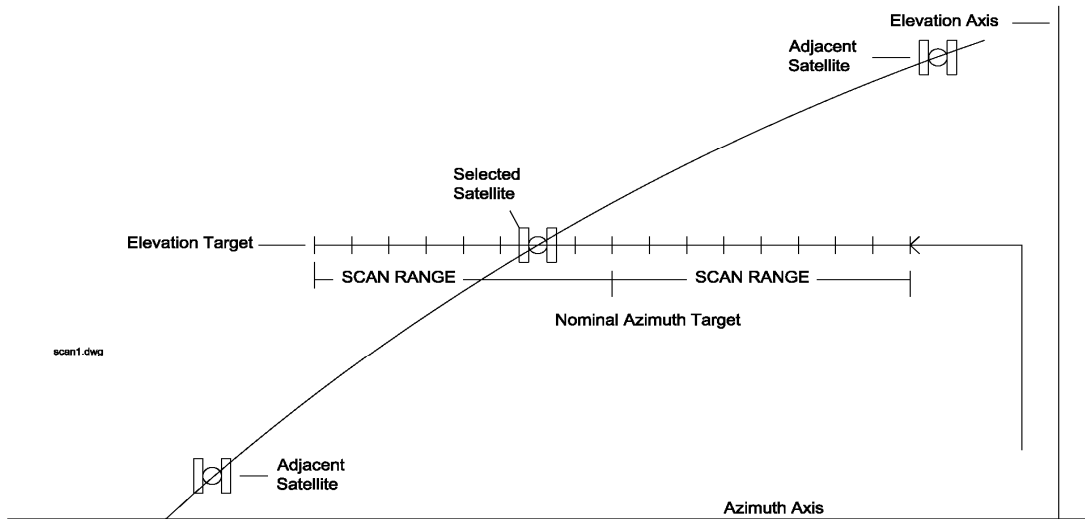 Elevation Axis
Adjacent
Satellite
Selected
Satellite
Elevation Target
SCAN RANGE
SCAN RANGE
Nominal Azimuth Target
scan1.dwg
Adjacent
Satellite
Azimuth Axis